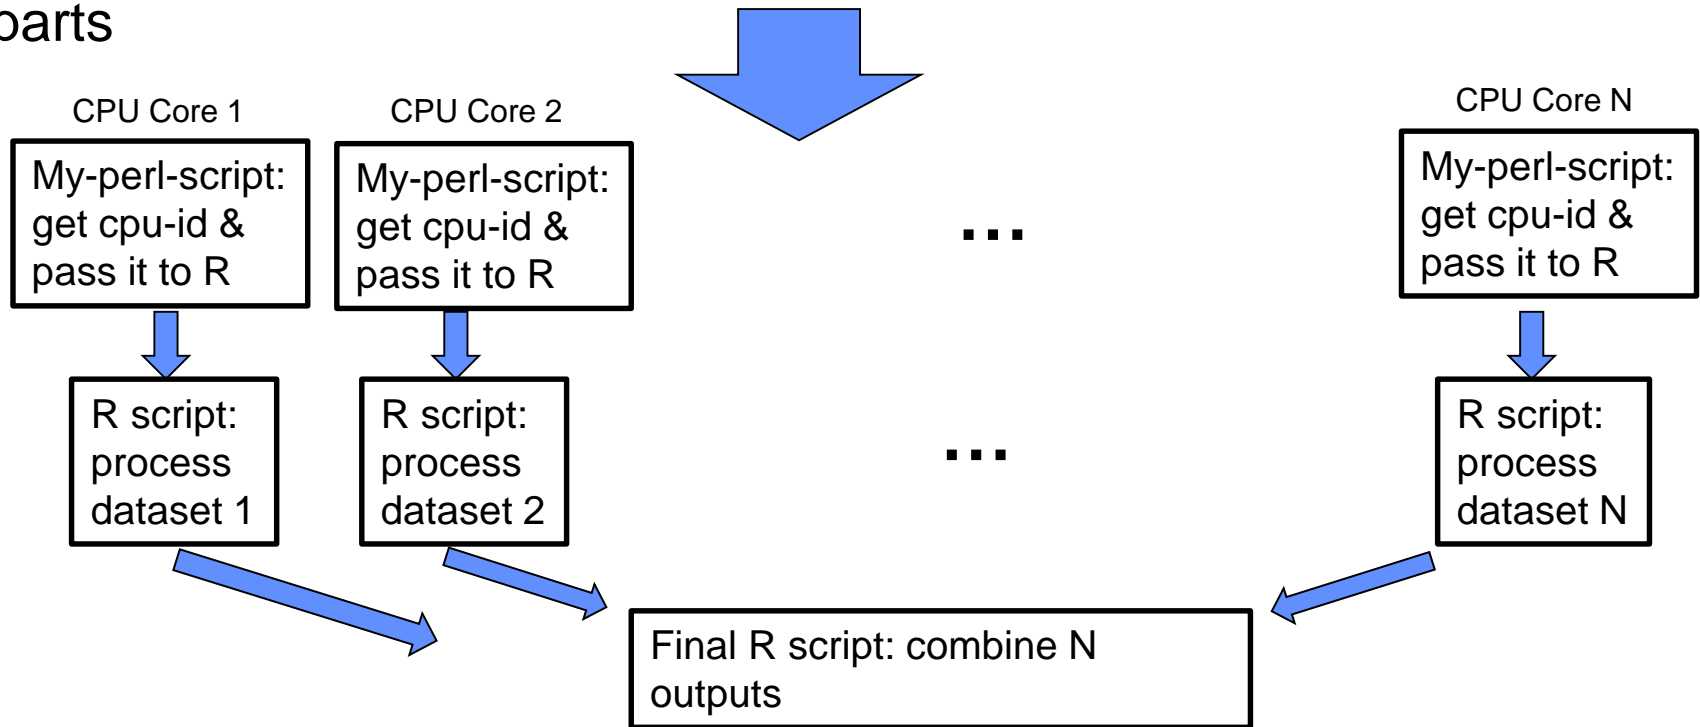 parts
CPU Core 1
CPU Core 2
CPU Core N
My-perl-script:
get cpu-id &
pass it to R
My-perl-script:
get cpu-id &
pass it to R
...
My-perl-script:
get cpu-id &
pass it to R
R script:
process
dataset 1
R script:
process
dataset 2
...
R script:
process
dataset N
Final R script: combine N
outputs